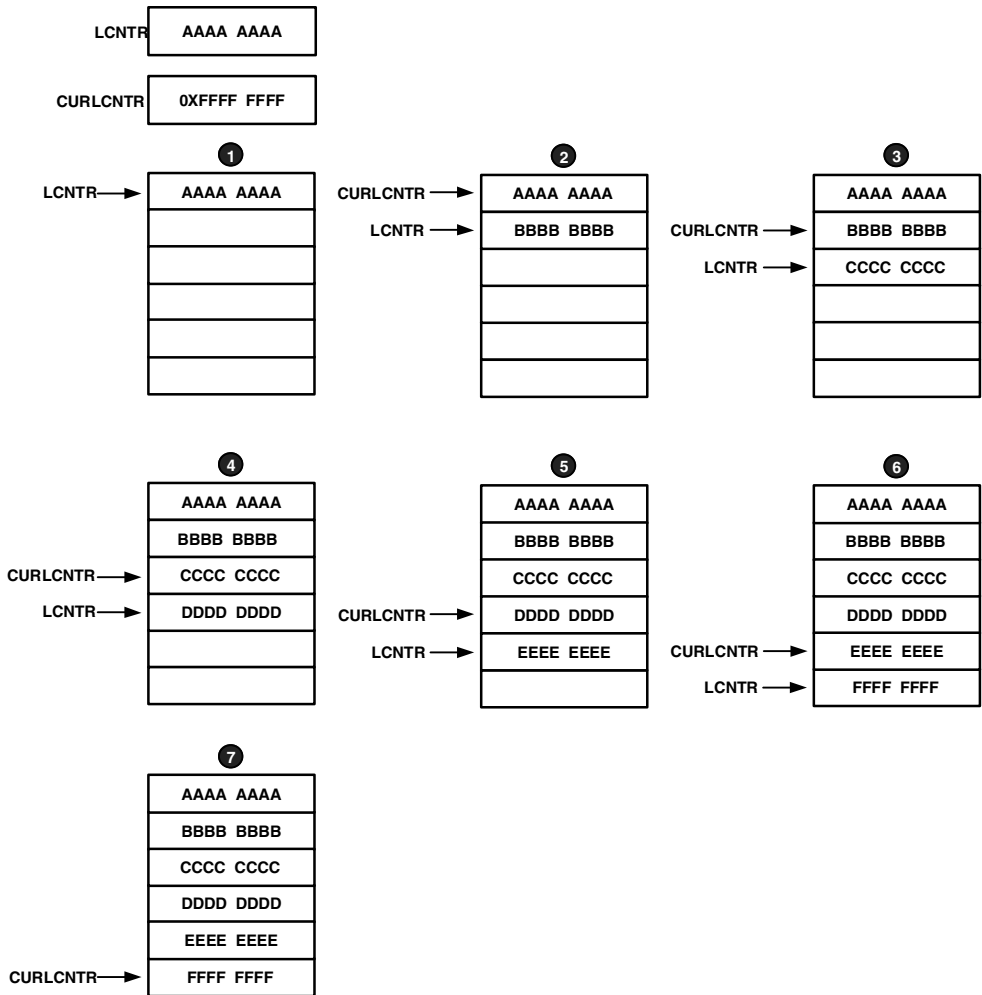 LCNTR AAAA AAAA
CURLCNTR 0XFFFF FFFF
1
LCNTR AAAA AAAA
2
CURLCNTR AAAA AAAA
LCNTR BBBB BBBB
3
AAAA AAAA
CURLCNTR BBBB BBBB
LCNTR CCCC CCCC
4
AAAA AAAA
BBBB BBBB
CURLCNTR CCCC CCCC
LCNTR DDDD DDDD
5
AAAA AAAA
BBBB BBBB
CCCC CCCC
CURLCNTR DDDD DDDD
LCNTR EEEE EEEE
6
AAAA AAAA
BBBB BBBB
CCCC CCCC
DDDD DDDD
CURLCNTR EEEE EEEE
LCNTR FFFF FFFF
7
AAAA AAAA
BBBB BBBB
CCCC CCCC
DDDD DDDD
EEEE EEEE
CURLCNTR FFFF FFFF